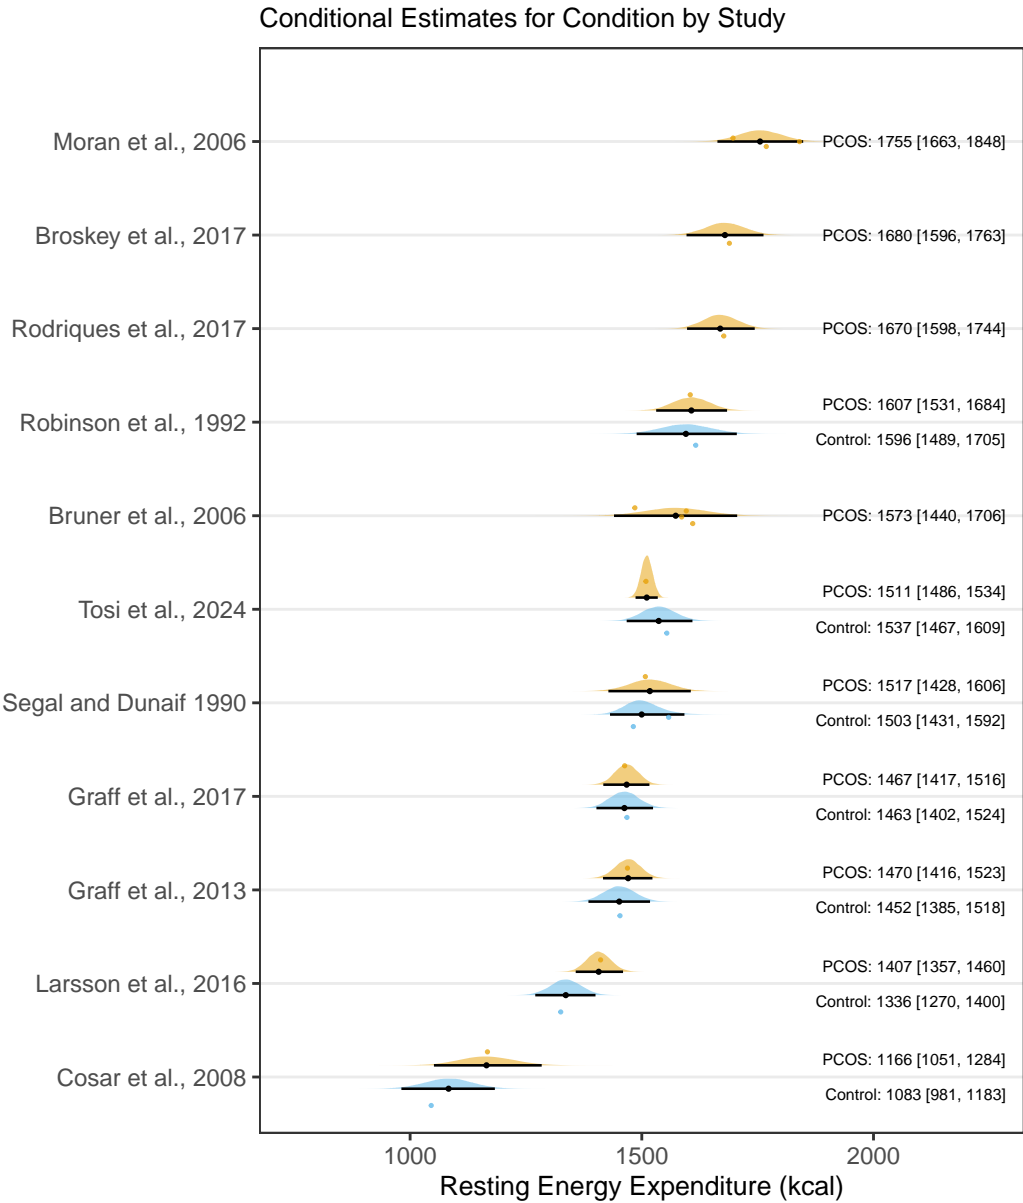 Conditional Estimates for Condition by Study
Moran et al., 2006
PCOS: 1755 [1663, 1848]
Broskey et al., 2017
PCOS: 1680 [1596, 1763]
Rodriques et al., 2017
PCOS: 1670 [1598, 1744]
Robinson et al., 1992
PCOS: 1607 [1531, 1684]
Control: 1596 [1489, 1705]
Bruner et al., 2006
PCOS: 1573 [1440, 1706]
Tosi et al., 2024
PCOS: 1511 [1486, 1534]
Control: 1537 [1467, 1609]
Segal and Dunaif 1990
PCOS: 1517 [1428, 1606]
Control: 1503 [1431, 1592]
Graff et al., 2017
PCOS: 1467 [1417, 1516]
Control: 1463 [1402, 1524]
Graff et al., 2013
PCOS: 1470 [1416, 1523]
Control: 1452 [1385, 1518]
Larsson et al., 2016
PCOS: 1407 [1357, 1460]
Control: 1336 [1270, 1400]
Cosar et al., 2008
PCOS: 1166 [1051, 1284]
Control: 1083 [981, 1183]
1000 1500 2000
Resting Energy Expenditure (kcal)